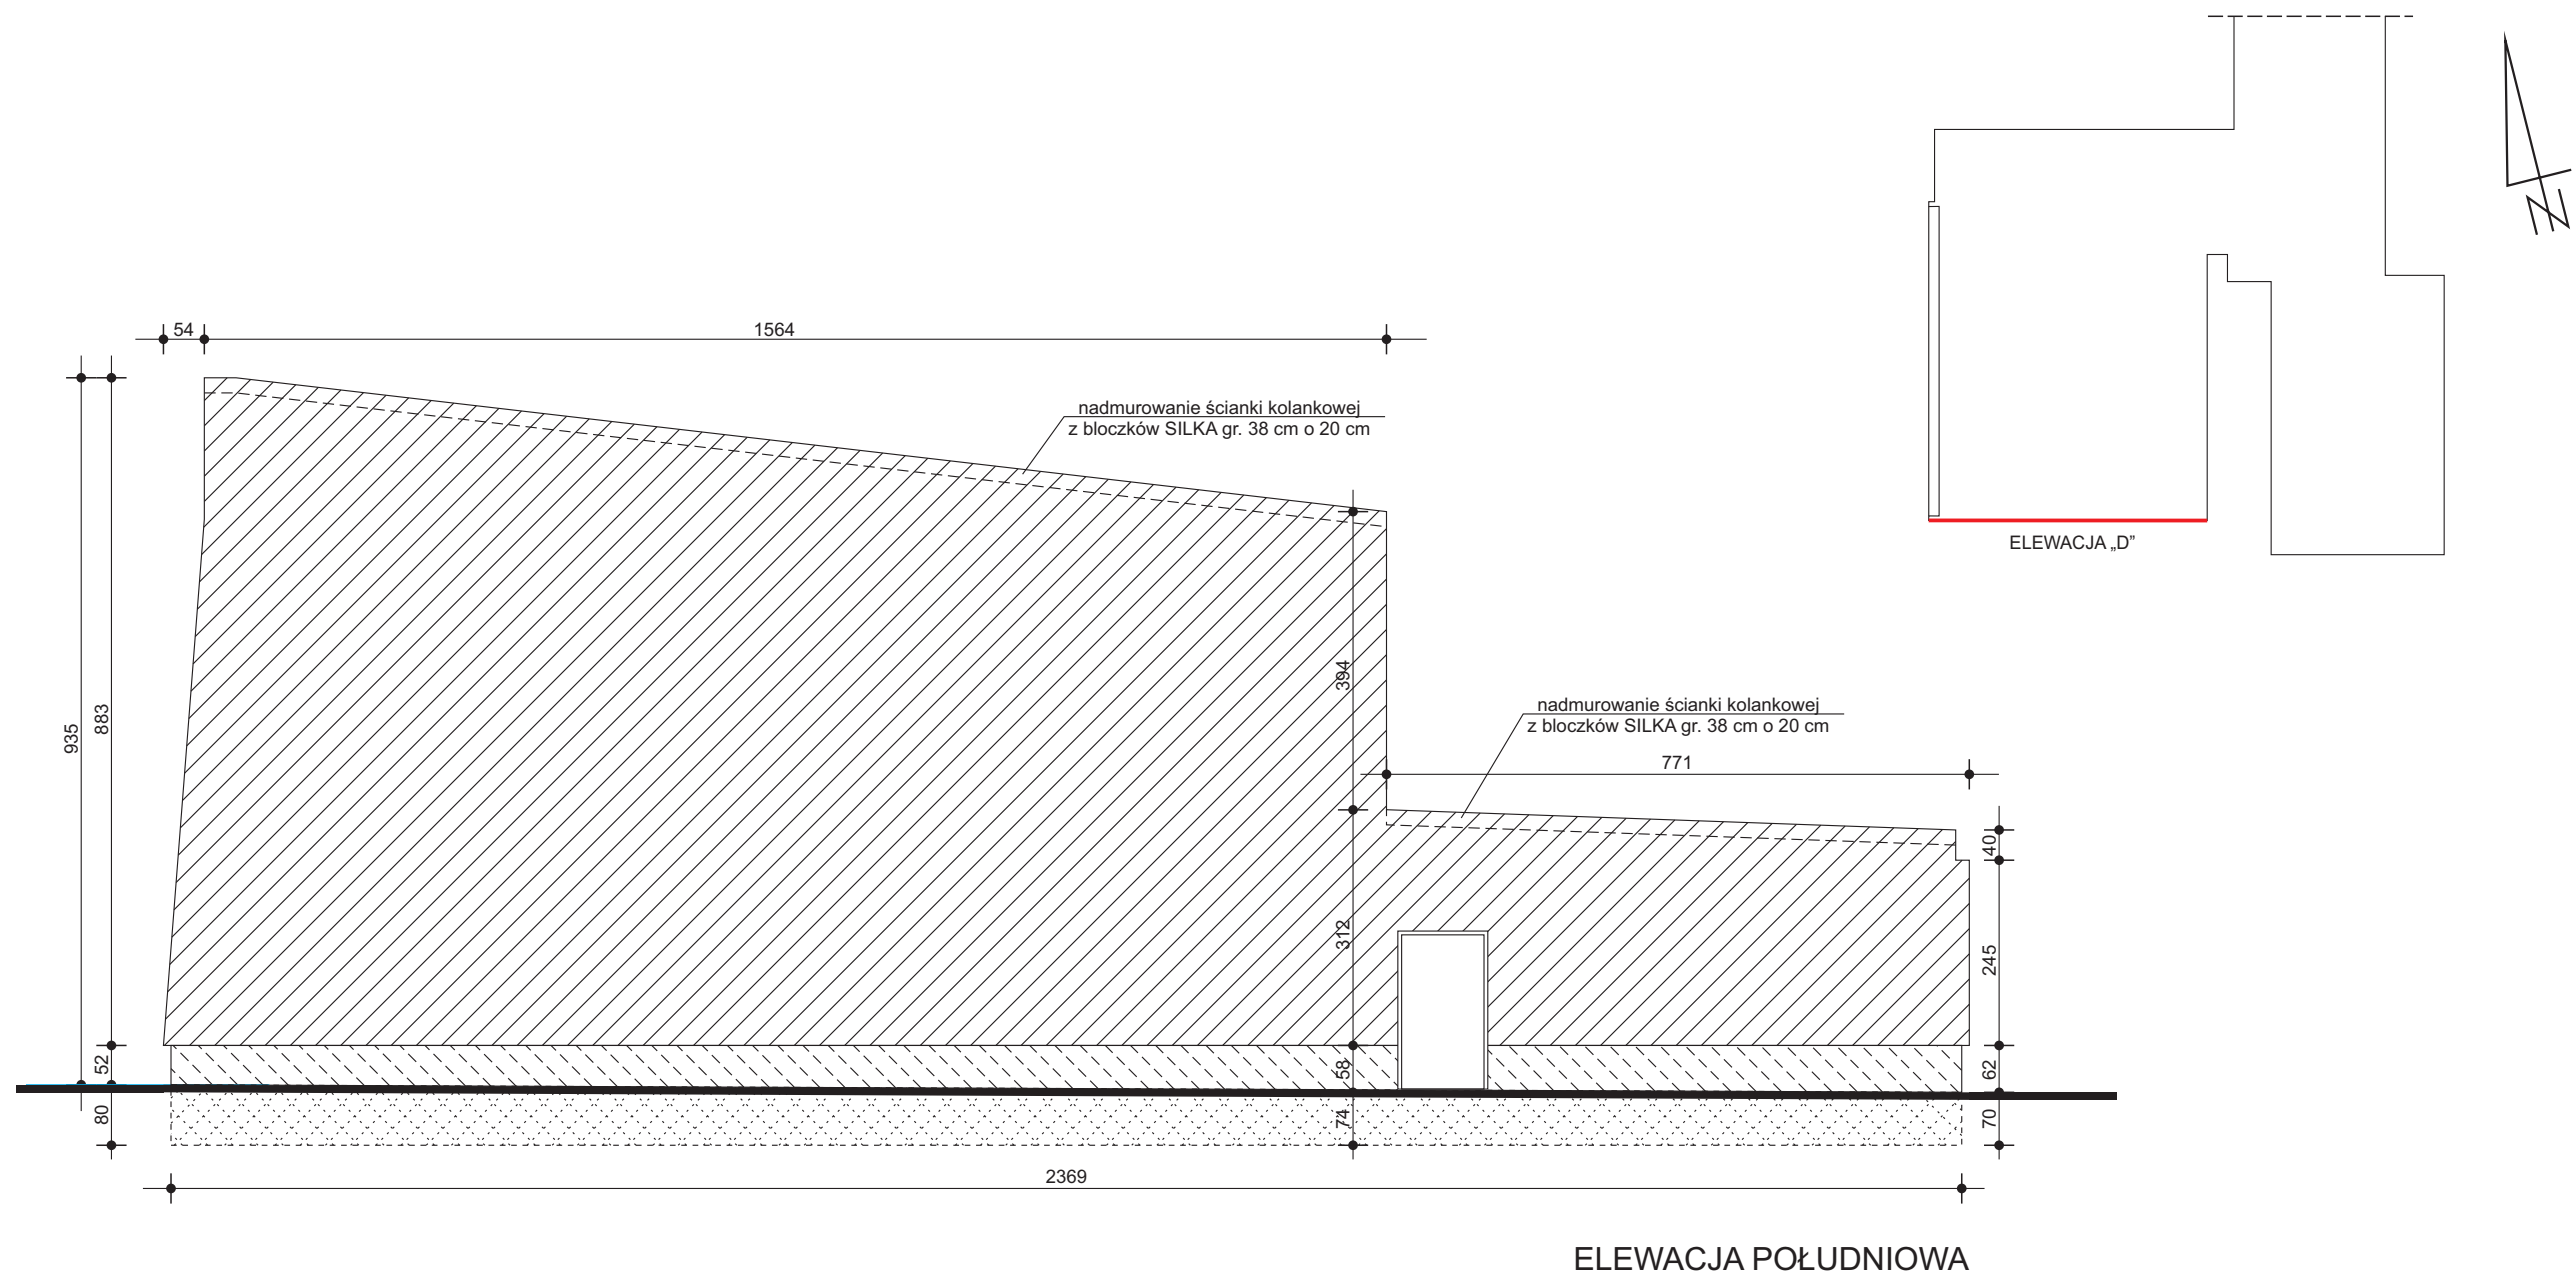 N
ELEWACJA „D”
54
1564
nadmurowanie ścianki kolankowej
z bloczków SILKA gr. 38 cm o 20 cm
394
883
935
nadmurowanie ścianki kolankowej
z bloczków SILKA gr. 38 cm o 20 cm
771
40
312
245
52
58
62
80
74
70
2369
ELEWACJA POŁUDNIOWA